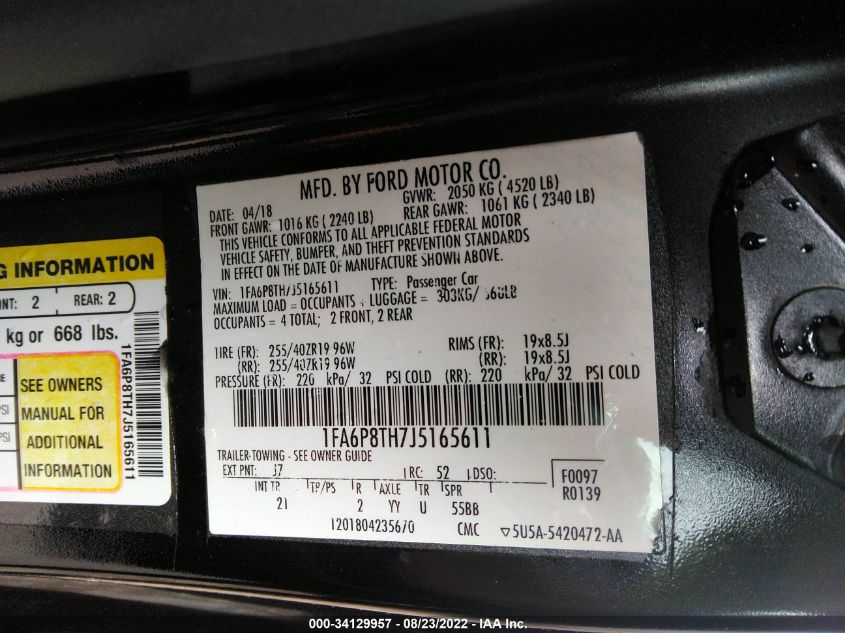 MFD. BY FORD MOTOR CO.
DATE: 04/18 GVWR: 2050 KG ( 4520 LB)
FRONT GAWR: 1016 KG ( 2240 LB) REAR GAWR: 1061 KG ( 2340 LB)
THIS VEHICLE CONFORMS TO ALL APPLICABLE FEDERAL MOTOR
VEHICLE SAFETY, BUMPER, AND THEFT PREVENTION STANDARDS
IN EFFECT ON THE DATE OF MANUFACTURE SHOWN ABOVE.
VIN: 1FA6P8TH7J5165611 TYPE: Passenger Car
MAXIMUM LOAD = OCCUPANTS + LUGGAGE = 303KG/ 668LB
OCCUPANTS = 4 TOTAL; 2 FRONT, 2 REAR
TIRE (FR): 255/40ZR19 96W RIMS (FR): 19x8.5J
(RR): 255/40ZR19 96W (RR): 19x8.5J
PRESSURE (FR): 220 kPa/ 32 PSI COLD (RR): 220 kPa/ 32 PSI COLD
1FA6P8TH7J5165611
TRAILER-TOWING - SEE OWNER GUIDE
EXT PNT: J7 RC: 52 DSO: F0097
INT TR TP/PS R AXLE TR SPR R0139
21 2 YY U 55BB
CMC ▽5U5A-5420472-AA
INFORMATION
2 REAR: 2
kg or 668 lbs.
SEE OWNERS
MANUAL FOR
ADDITIONAL
INFORMATION
1FA6P8TH7J5165611
000-34129957 - 08/23/2022 - IAA Inc.